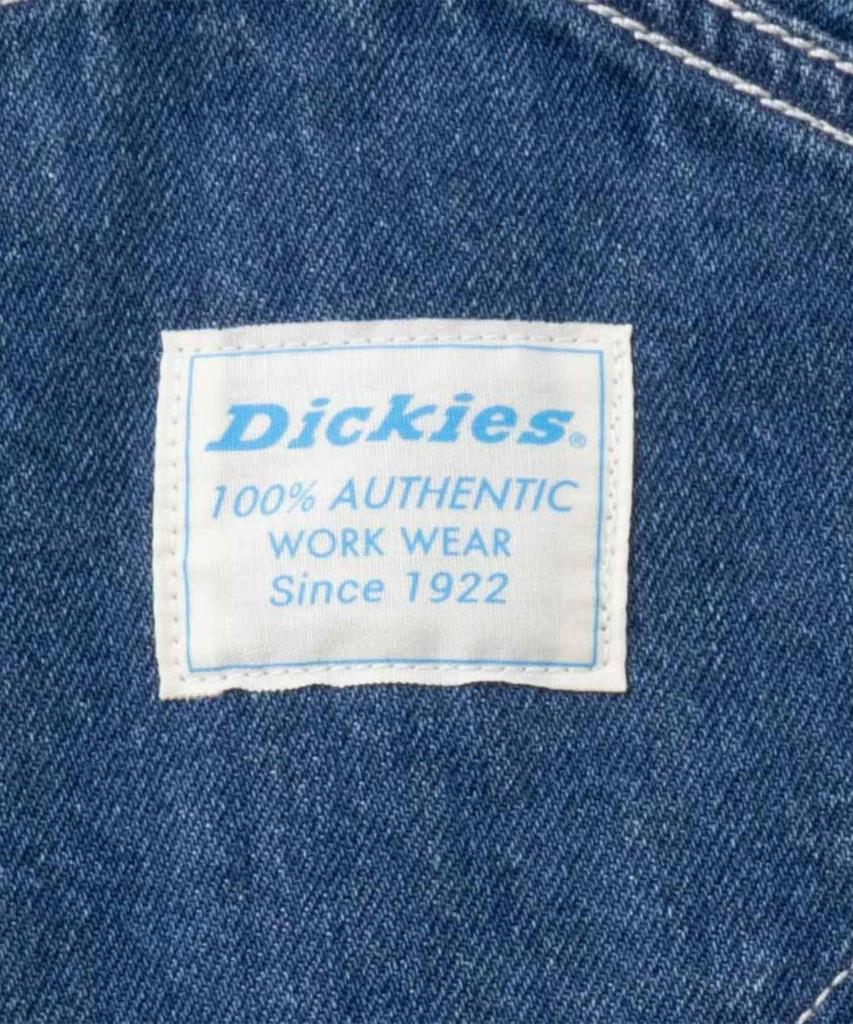 Dickies®
100% AUTHENTIC
WORK WEAR
Since 1922